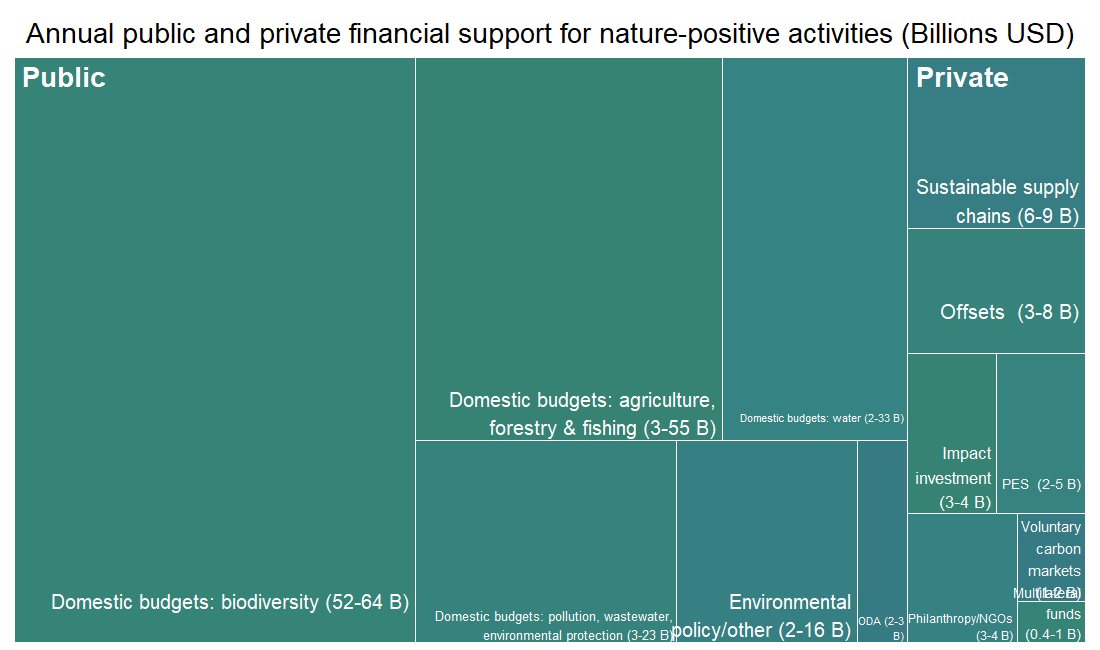 Annual public and private financial support for nature-positive activities (Billions USD)
Public
Domestic budgets: biodiversity (52-64 B)
Domestic budgets: agriculture,
forestry & fishing (3-55 B)
Domestic budgets: water (2-33 B)
Domestic budgets: pollution, wastewater,
environmental protection (3-23 B)
Environmental
policy/other (2-16 B)
ODA (2-3
B)
Private
Sustainable supply
chains (6-9 B)
Offsets  (3-8 B)
Impact
investment
(3-4 B)
PES  (2-5 B)
Philanthropy/NGOs
(3-4 B)
Voluntary
carbon
markets
(1-2 B)
Multilateral
funds
(0.4-1 B)